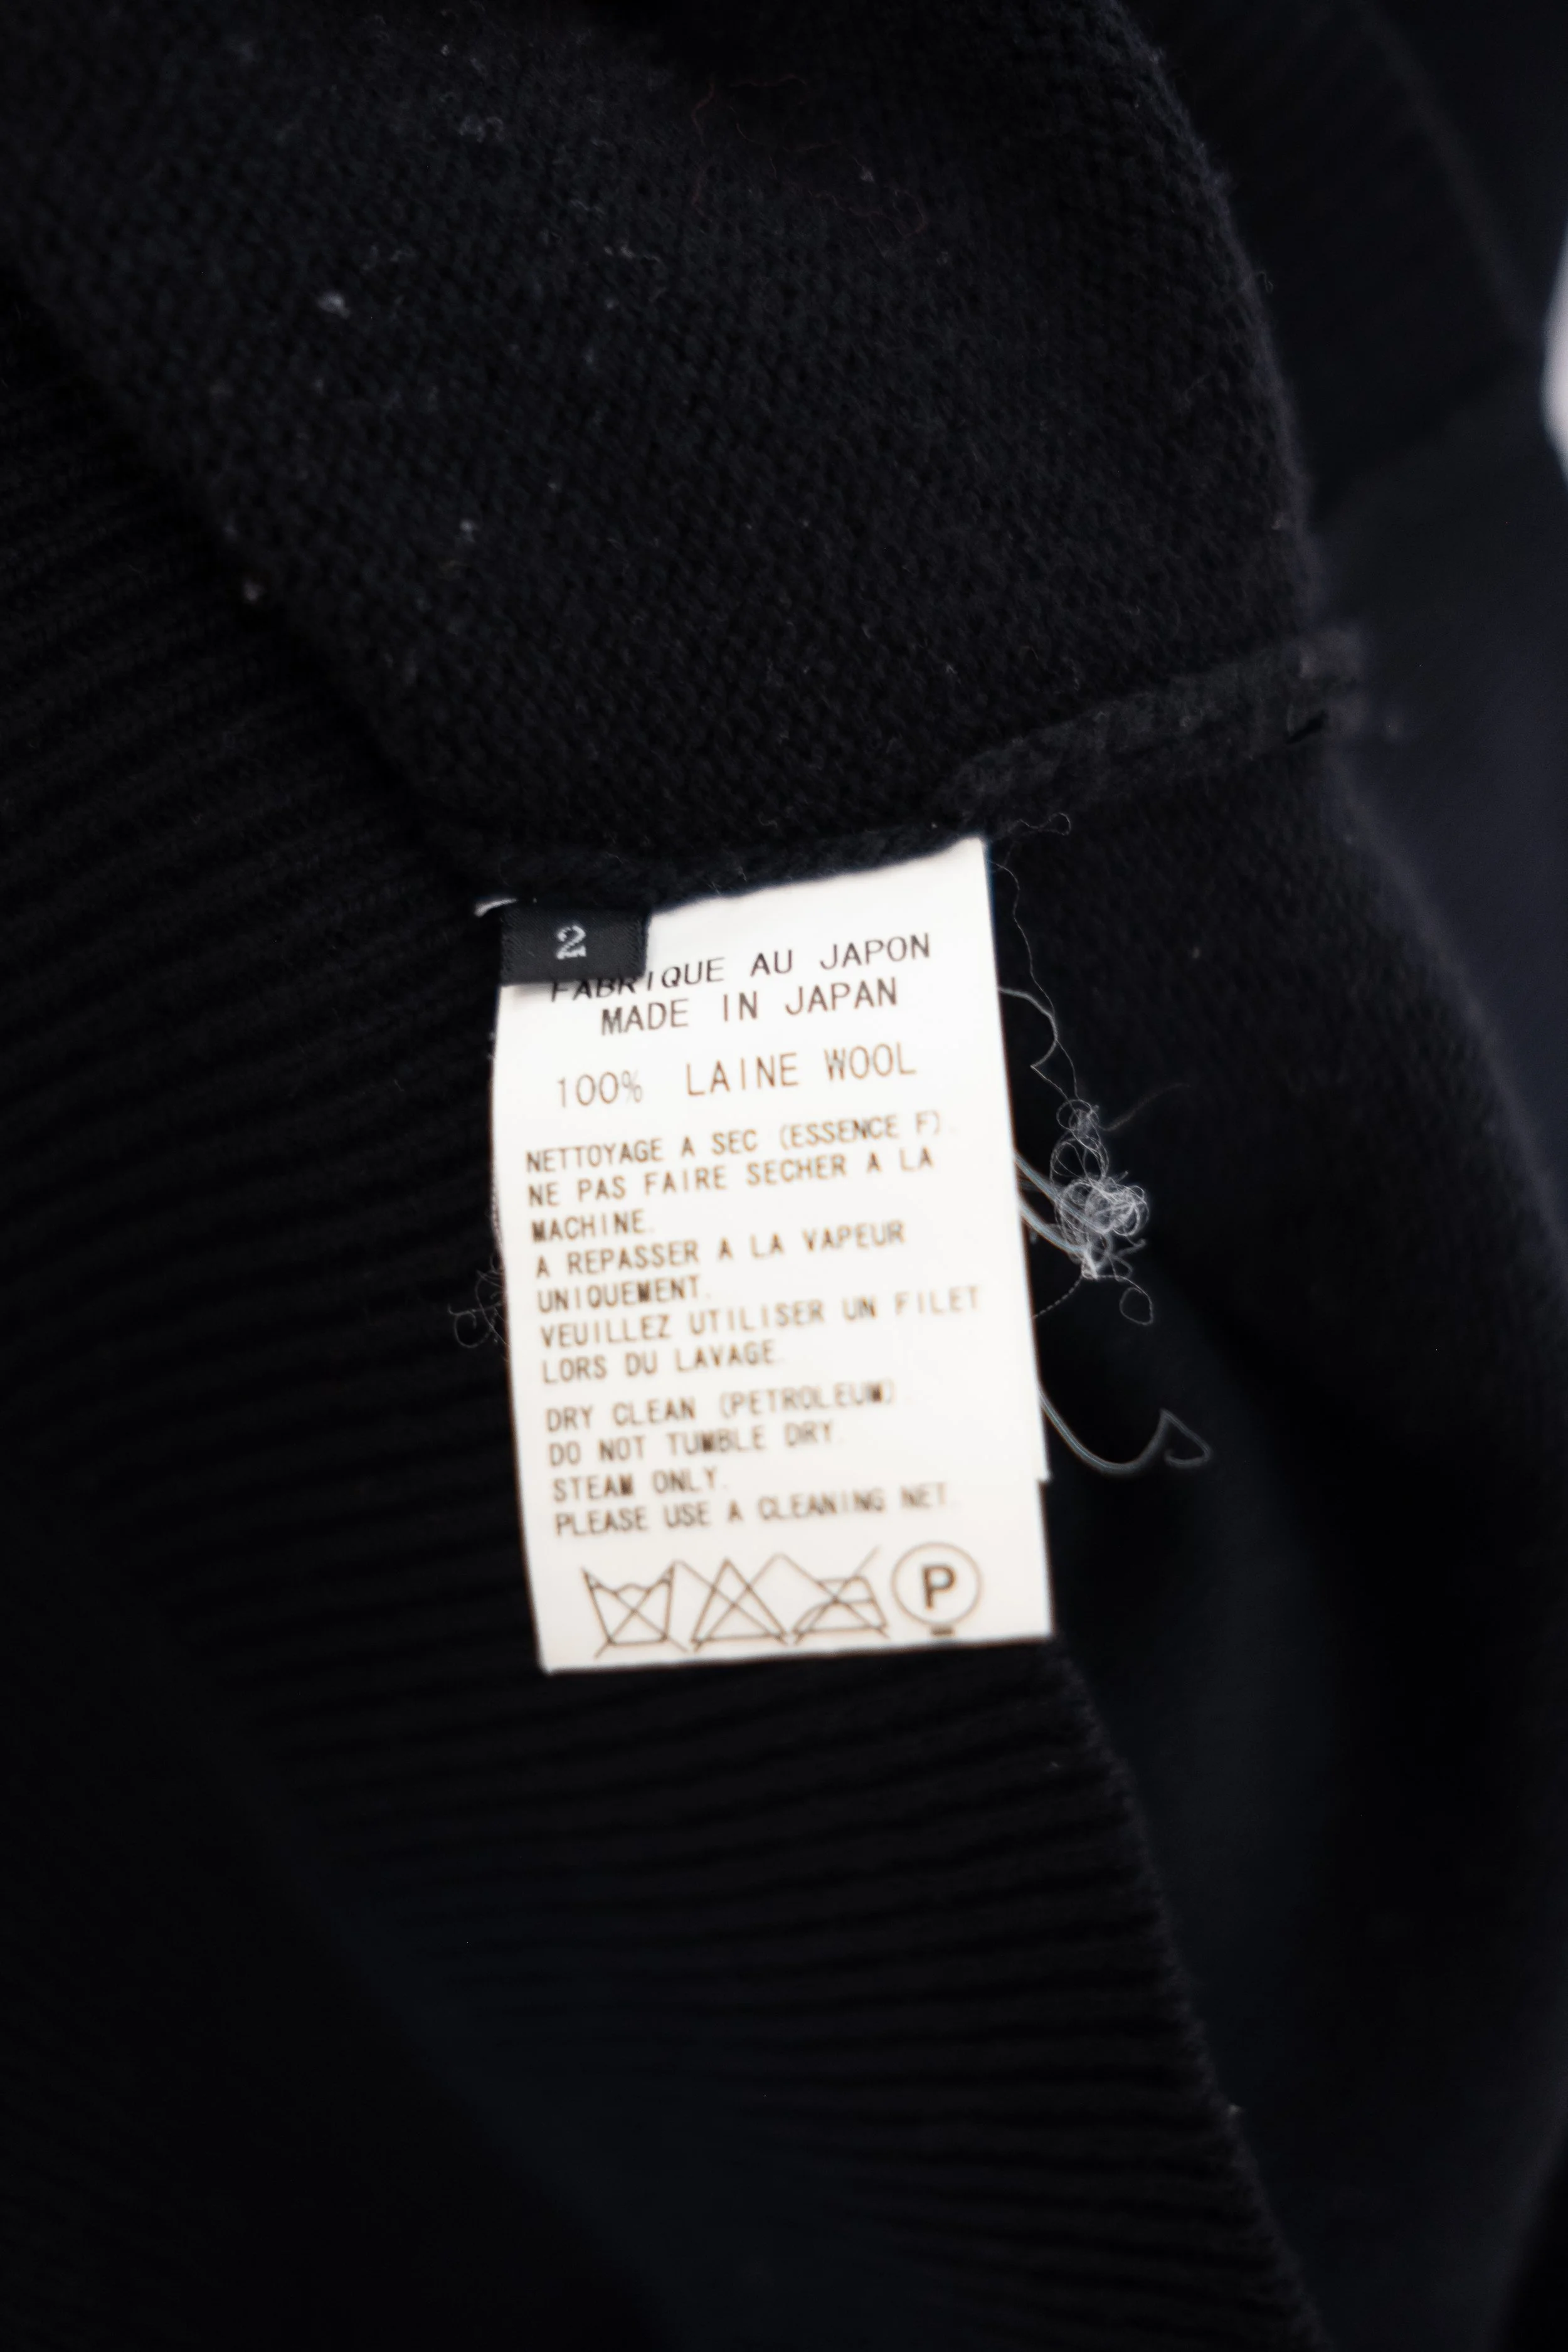 2
FABRIQUE AU JAPON
MADE IN JAPAN
100% LAINE WOOL
NETTOYAGE A SEC (ESSENCE F).
NE PAS FAIRE SECHER A LA
MACHINE.
A REPASSER A LA VAPEUR
UNIQUEMENT.
VEUILLEZ UTILISER UN FILET
LORS DU LAVAGE.
DRY CLEAN (PETROLEUM)
DO NOT TUMBLE DRY.
STEAM ONLY.
PLEASE USE A CLEANING NET.
P